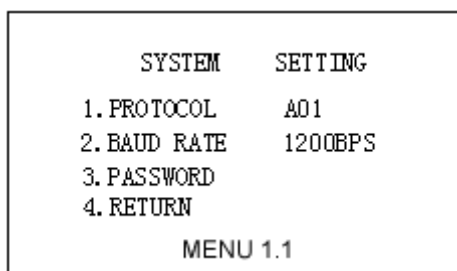 SYSTEM SETTING
1. PROTOCOL A01
2. BAUD RATE 1200BPS
3. PASSWORD
4. RETURN
MENU 1.1